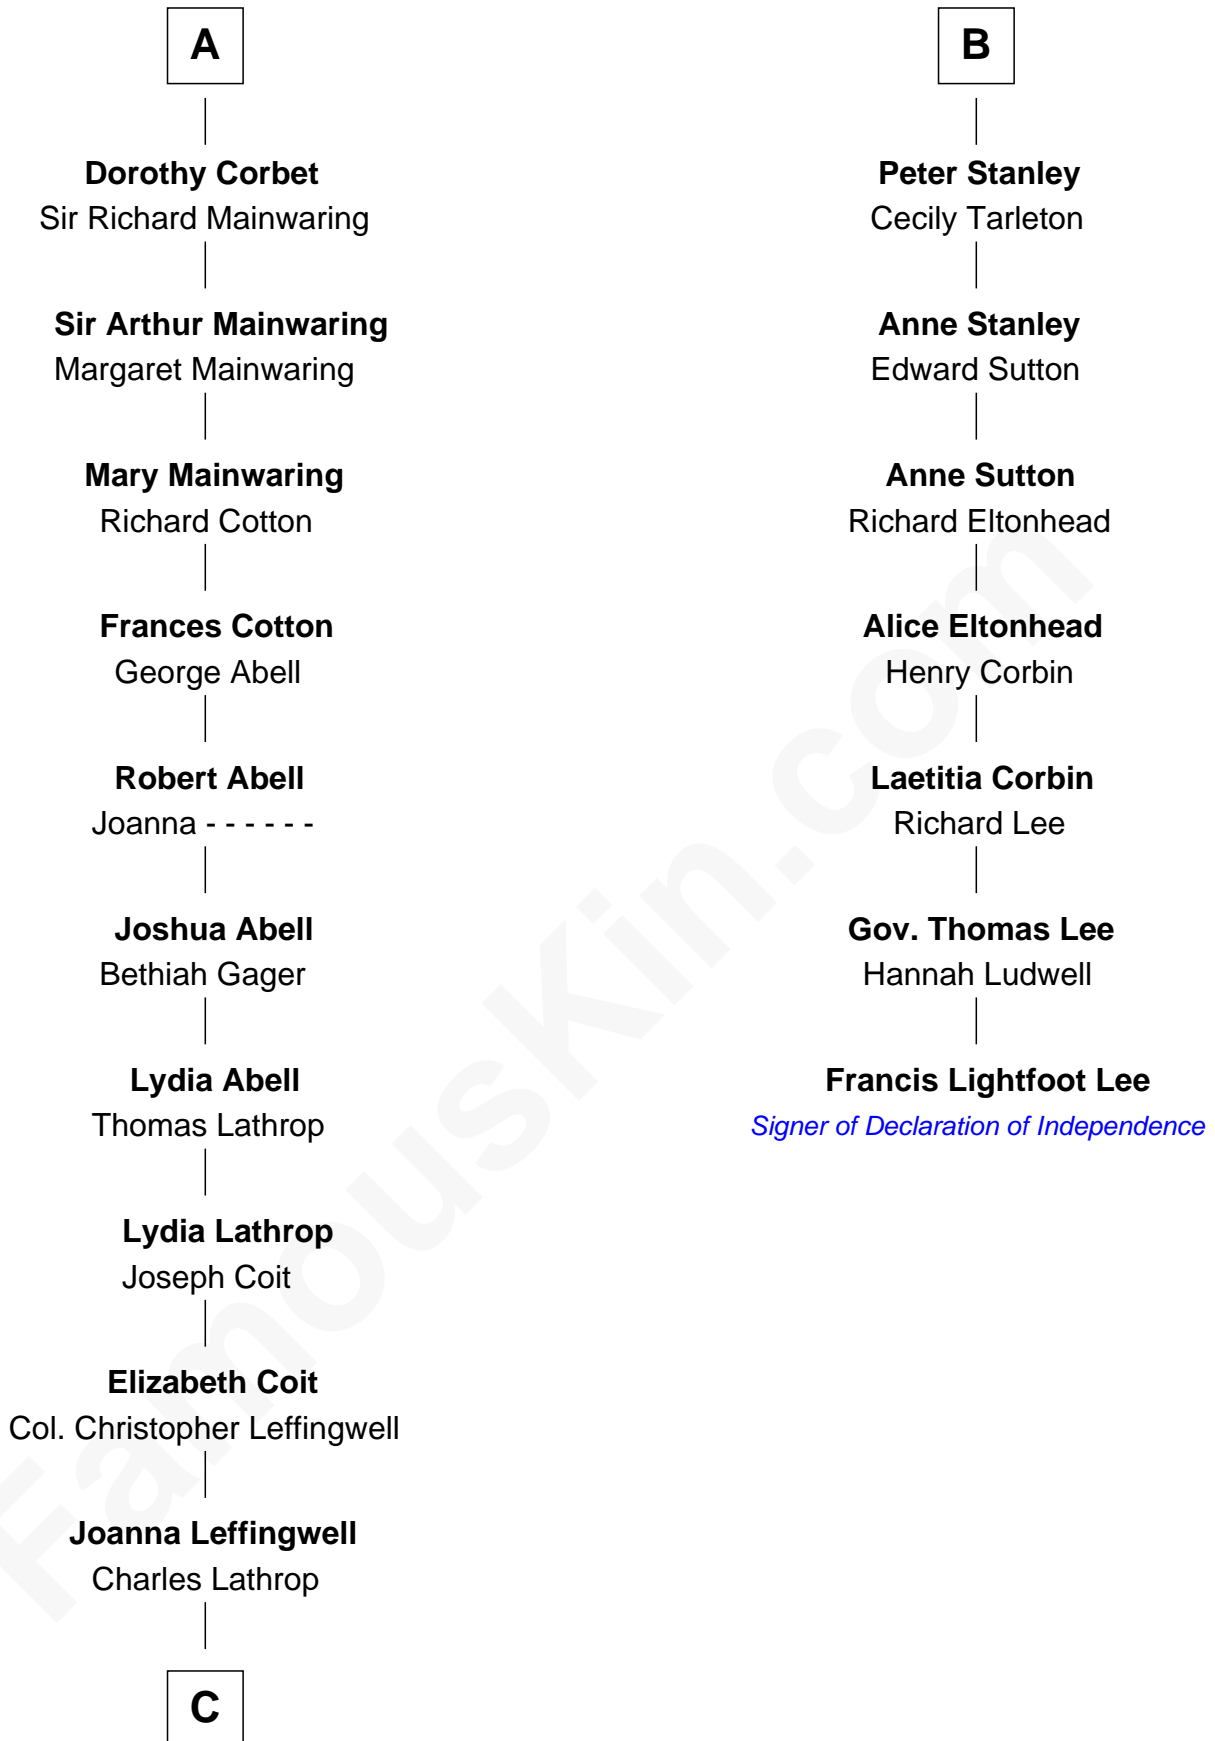 A
Dorothy Corbet
Sir Richard Mainwaring
Sir Arthur Mainwaring
Margaret Mainwaring
Mary Mainwaring
Richard Cotton
Frances Cotton
George Abell
Robert Abell
Joanna - - - - - -
Joshua Abell
Bethiah Gager
Lydia Abell
Thomas Lathrop
Lydia Lathrop
Joseph Coit
Elizabeth Coit
Col. Christopher Leffingwell
Joanna Leffingwell
Charles Lathrop
C
B
Peter Stanley
Cecily Tarleton
Anne Stanley
Edward Sutton
Anne Sutton
Richard Eltonhead
Alice Eltonhead
Henry Corbin
Laetitia Corbin
Richard Lee
Gov. Thomas Lee
Hannah Ludwell
Francis Lightfoot Lee
Signer of Declaration of Independence
FamousKin.com